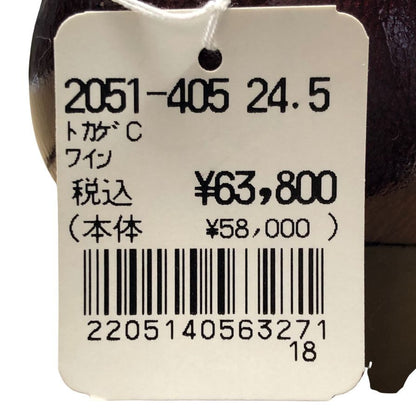 2051-405 24.5
トカゲC
ワイン
税込 ¥63,800
(本体 ¥58,000)
2205140563271
18